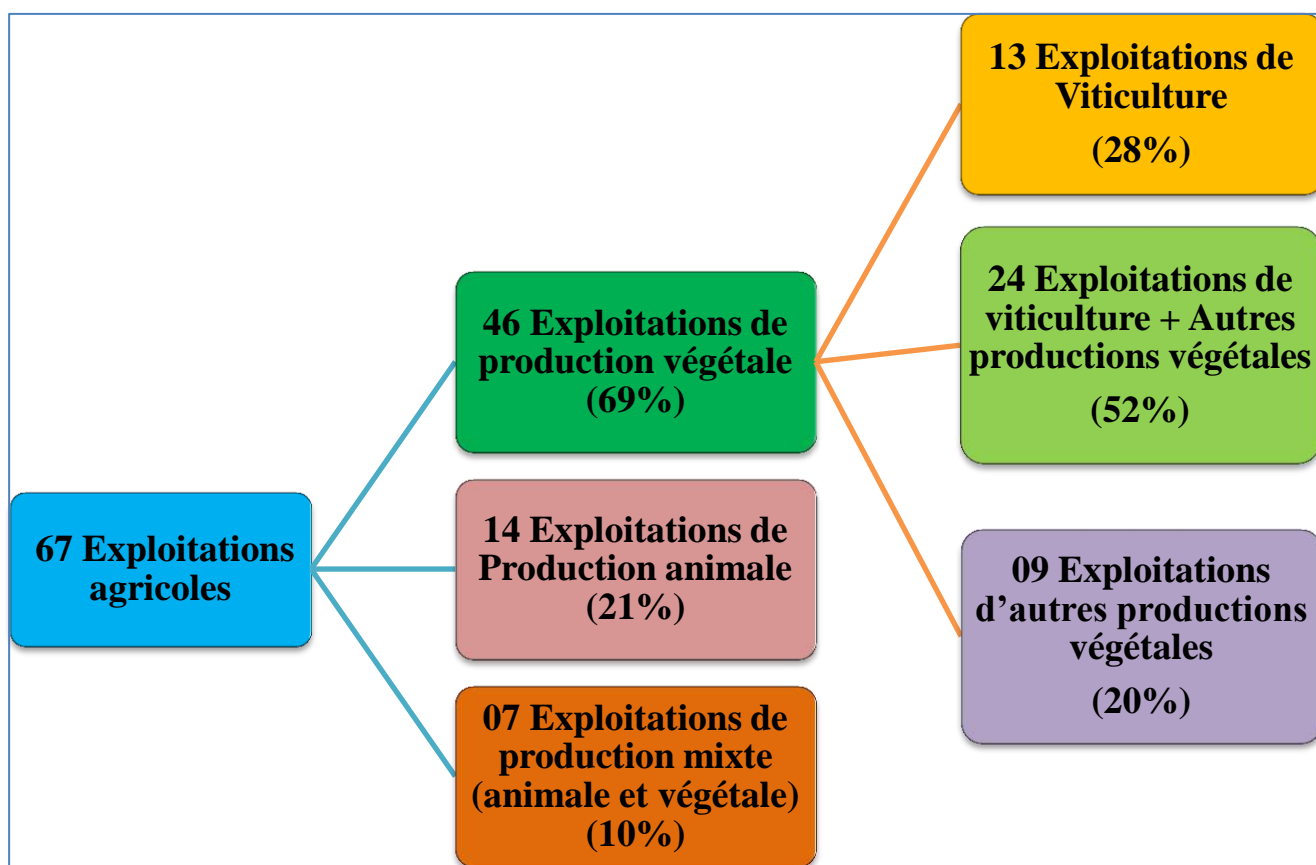 67 Exploitations
agricoles
46 Exploitations de
production végétale
(69%)
14 Exploitations de
Production animale
(21%)
07 Exploitations de
production mixte
(animale et végétale)
(10%)
13 Exploitations de
Viticulture
(28%)
24 Exploitations de
viticulture + Autres
productions végétales
(52%)
09 Exploitations
d’autres productions
végétales
(20%)